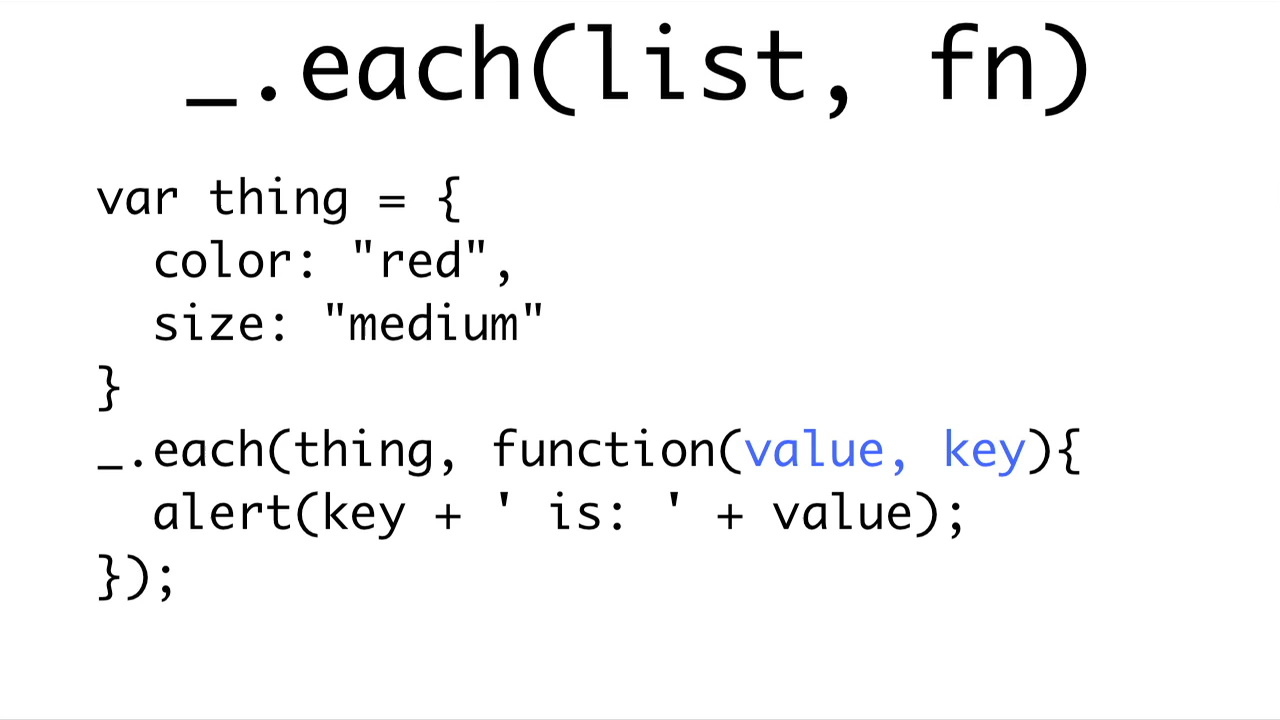 _.each(list, fn)
var thing = {
  color: "red",
  size: "medium"
}
_.each(thing, function(value, key){
  alert(key + ' is: ' + value);
});